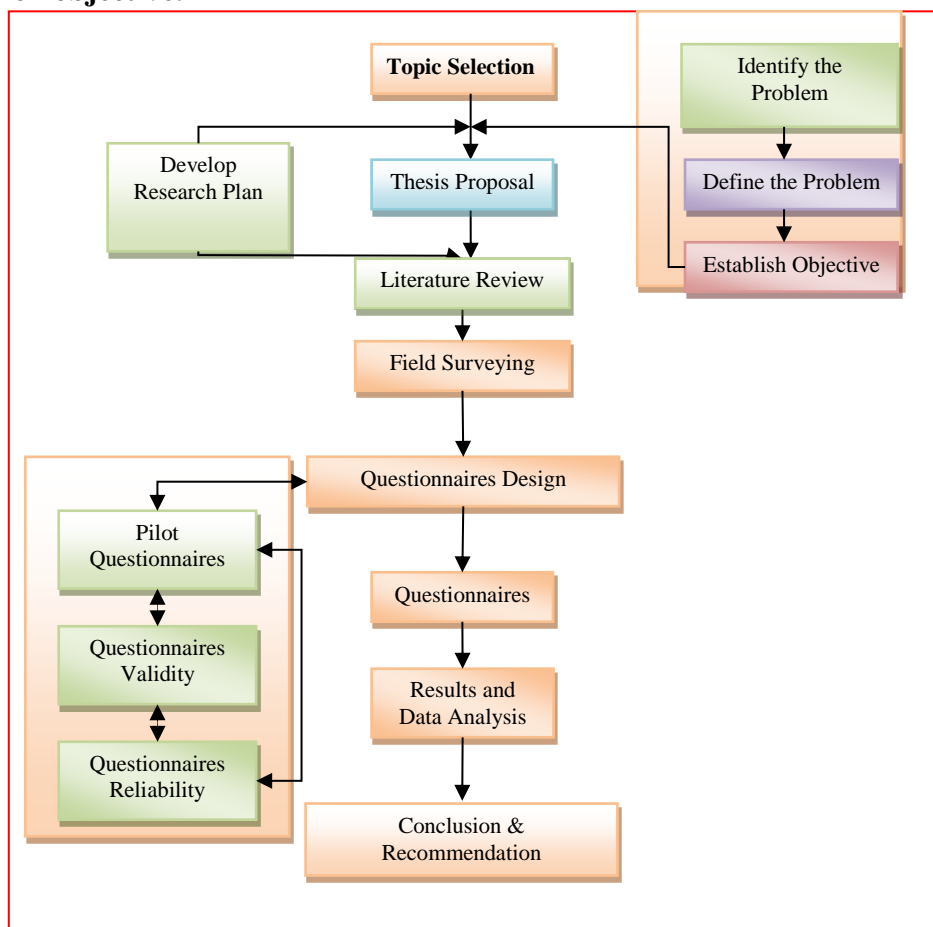 Topic Selection
Identify the
Problem
Develop
Research Plan
Thesis Proposal
Define the Problem
Establish Objective
Literature Review
Field Surveying
Questionnaires Design
Pilot
Questionnaires
Questionnaires
Questionnaires
Validity
Results and
Data Analysis
Questionnaires
Reliability
Conclusion &
Recommendation